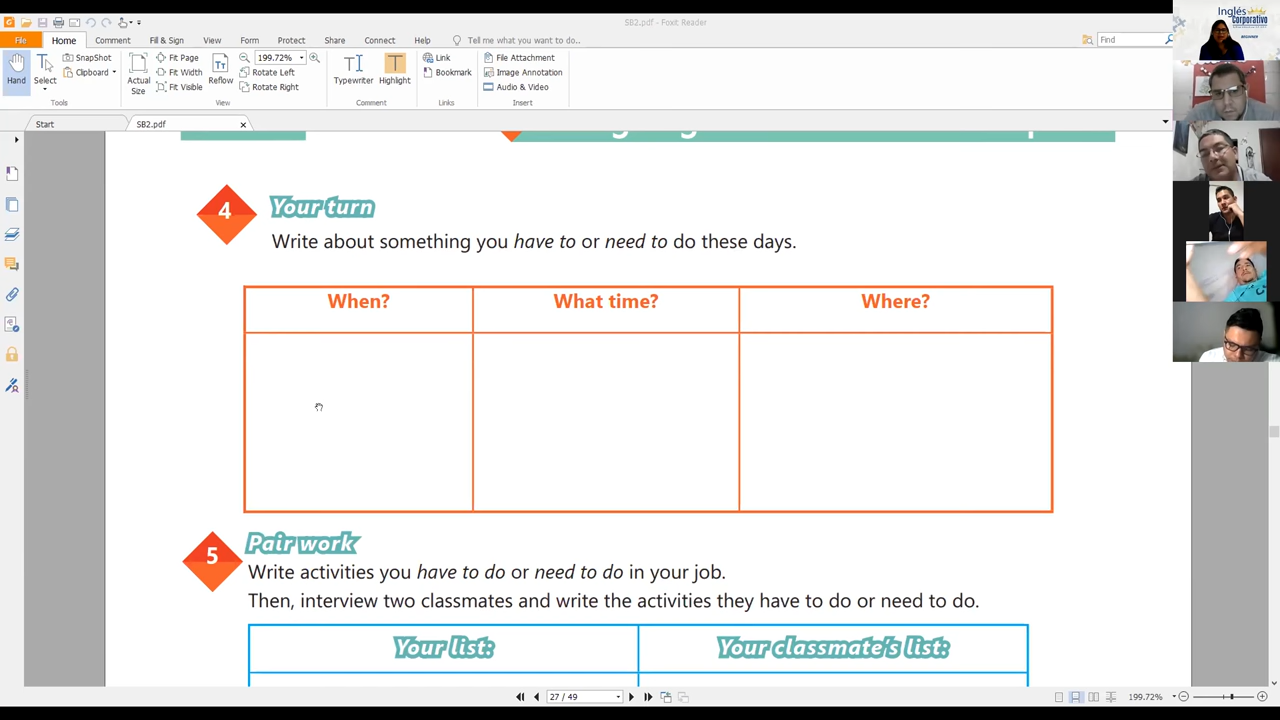 SB2.pdf - Foxit Reader
File Home Comment Fill & Sign View Form Protect Share Connect Help Tell me what you want to do.. Find
Hand Select SnapShot Clipboard Actual Size Fit Page Fit Width Fit Visible Reflow 199.72% Rotate Left Rotate Right Typewriter Highlight Link Bookmark File Attachment Image Annotation Audio & Video
Tools View Comment Links Insert
Start SB2.pdf
4 Your turn
Write about something you have to or need to do these days.
When? What time? Where?
5 Pair work
Write activities you have to do or need to do in your job.
Then, interview two classmates and write the activities they have to do or need to do.
Your list: Your classmate's list:
27 / 49 199.72%
Inglés
Corporativo
BEGINNER